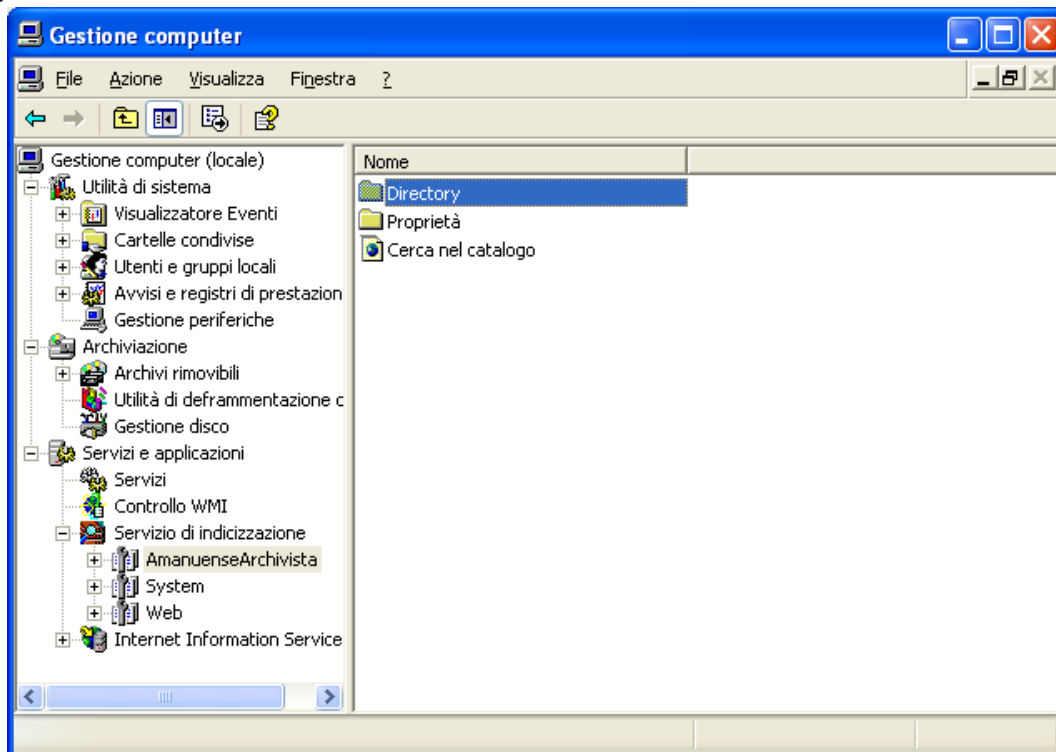 Gestione computer
File Azione Visualizza Finestra ?
Gestione computer (locale)
Utilità di sistema
Visualizzatore Eventi
Cartelle condivise
Utenti e gruppi locali
Avvisi e registri di prestazion
Gestione periferiche
Archiviazione
Archivi rimovibili
Utilità di deframmentazione c
Gestione disco
Servizi e applicazioni
Servizi
Controllo WMI
Servizio di indicizzazione
AmanuenseArchivista
System
Web
Internet Information Service
Nome
Directory
Proprietà
Cerca nel catalogo